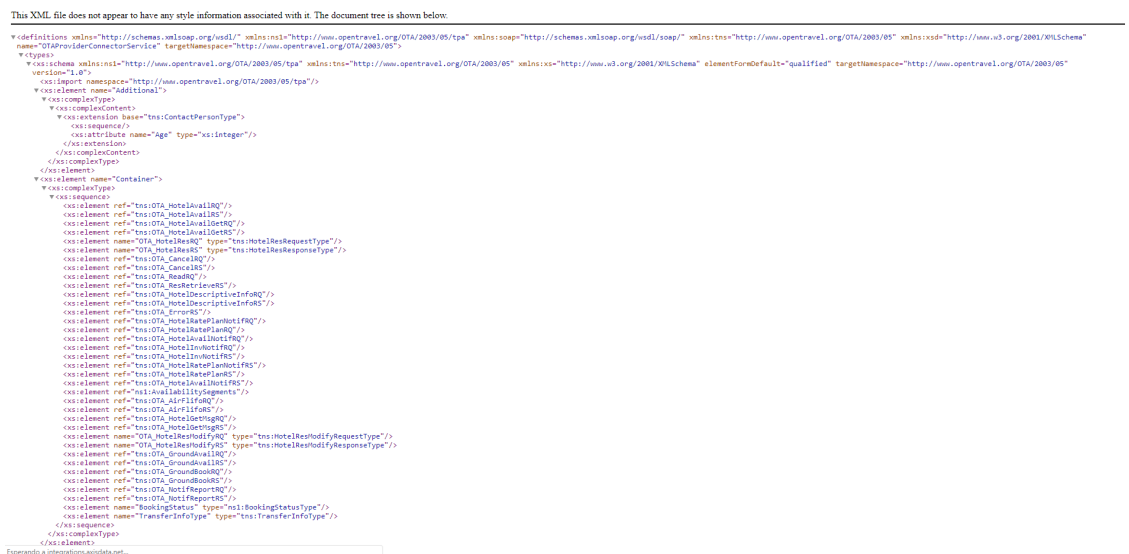 This XML file does not appear to have any style information associated with it. The document tree is shown below.
▼<definitions xmlns="http://schemas.xmlsoap.org/wsdl/" xmlns:ns1="http://www.opentravel.org/OTA/2003/05/tpa" xmlns:soap="http://schemas.xmlsoap.org/wsdl/soap/" xmlns:tns="http://www.opentravel.org/OTA/2003/05" xmlns:xsd="http://www.w3.org/2001/XMLSchema"
name="OTAProviderConnectorService" targetNamespace="http://www.opentravel.org/OTA/2003/05">
▼<types>
▼<xs:schema xmlns:ns1="http://www.opentravel.org/OTA/2003/05/tpa" xmlns:tns="http://www.opentravel.org/OTA/2003/05" xmlns:xs="http://www.w3.org/2001/XMLSchema" elementFormDefault="qualified" targetNamespace="http://www.opentravel.org/OTA/2003/05"
version="1.0">
<xs:import namespace="http://www.opentravel.org/OTA/2003/05/tpa"/>
▼<xs:element name="Additional">
▼<xs:complexType>
▼<xs:complexContent>
▼<xs:extension base="tns:ContactPersonType">
<xs:sequence/>
<xs:attribute name="Age" type="xs:integer"/>
</xs:extension>
</xs:complexContent>
</xs:complexType>
</xs:element>
▼<xs:element name="Container">
▼<xs:complexType>
▼<xs:sequence>
<xs:element ref="tns:OTA_HotelAvailRQ"/>
<xs:element ref="tns:OTA_HotelAvailRS"/>
<xs:element ref="tns:OTA_HotelAvailGetRQ"/>
<xs:element ref="tns:OTA_HotelAvailGetRS"/>
<xs:element name="OTA_HotelResRQ" type="tns:HotelResRequestType"/>
<xs:element name="OTA_HotelResRS" type="tns:HotelResResponseType"/>
<xs:element ref="tns:OTA_CancelRQ"/>
<xs:element ref="tns:OTA_CancelRS"/>
<xs:element ref="tns:OTA_ReadRQ"/>
<xs:element ref="tns:OTA_ResRetrieveRS"/>
<xs:element ref="tns:OTA_HotelDescriptiveInfoRQ"/>
<xs:element ref="tns:OTA_HotelDescriptiveInfoRS"/>
<xs:element ref="tns:OTA_ErrorRS"/>
<xs:element ref="tns:OTA_HotelRatePlanNotifRQ"/>
<xs:element ref="tns:OTA_HotelRatePlanRQ"/>
<xs:element ref="tns:OTA_HotelAvailNotifRQ"/>
<xs:element ref="tns:OTA_HotelInvNotifRQ"/>
<xs:element ref="tns:OTA_HotelInvNotifRS"/>
<xs:element ref="tns:OTA_HotelRatePlanNotifRS"/>
<xs:element ref="tns:OTA_HotelRatePlanRS"/>
<xs:element ref="tns:OTA_HotelAvailNotifRS"/>
<xs:element ref="ns1:AvailabilitySegments"/>
<xs:element ref="tns:OTA_AirFlifoRQ"/>
<xs:element ref="tns:OTA_AirFlifoRS"/>
<xs:element ref="tns:OTA_HotelGetMsgRQ"/>
<xs:element ref="tns:OTA_HotelGetMsgRS"/>
<xs:element name="OTA_HotelResModifyRQ" type="tns:HotelResModifyRequestType"/>
<xs:element name="OTA_HotelResModifyRS" type="tns:HotelResModifyResponseType"/>
<xs:element ref="tns:OTA_GroundAvailRQ"/>
<xs:element ref="tns:OTA_GroundAvailRS"/>
<xs:element ref="tns:OTA_GroundBookRQ"/>
<xs:element ref="tns:OTA_GroundBookRS"/>
<xs:element ref="tns:OTA_NotifReportRQ"/>
<xs:element ref="tns:OTA_NotifReportRS"/>
<xs:element name="BookingStatus" type="ns1:BookingStatusType"/>
<xs:element name="TransferInfoType" type="tns:TransferInfoType"/>
</xs:sequence>
</xs:complexType>
</xs:element>
Esperando a integrations.axisdata.net...